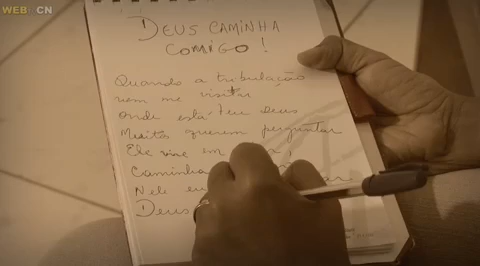 WEB CN
DEUS CAMINHA
COMIGO!
Quando a tribulação
vem me visitar
onde está teu deus
Muitos querem perguntar
Ele vive em
Caminha
Nele eu
Deus